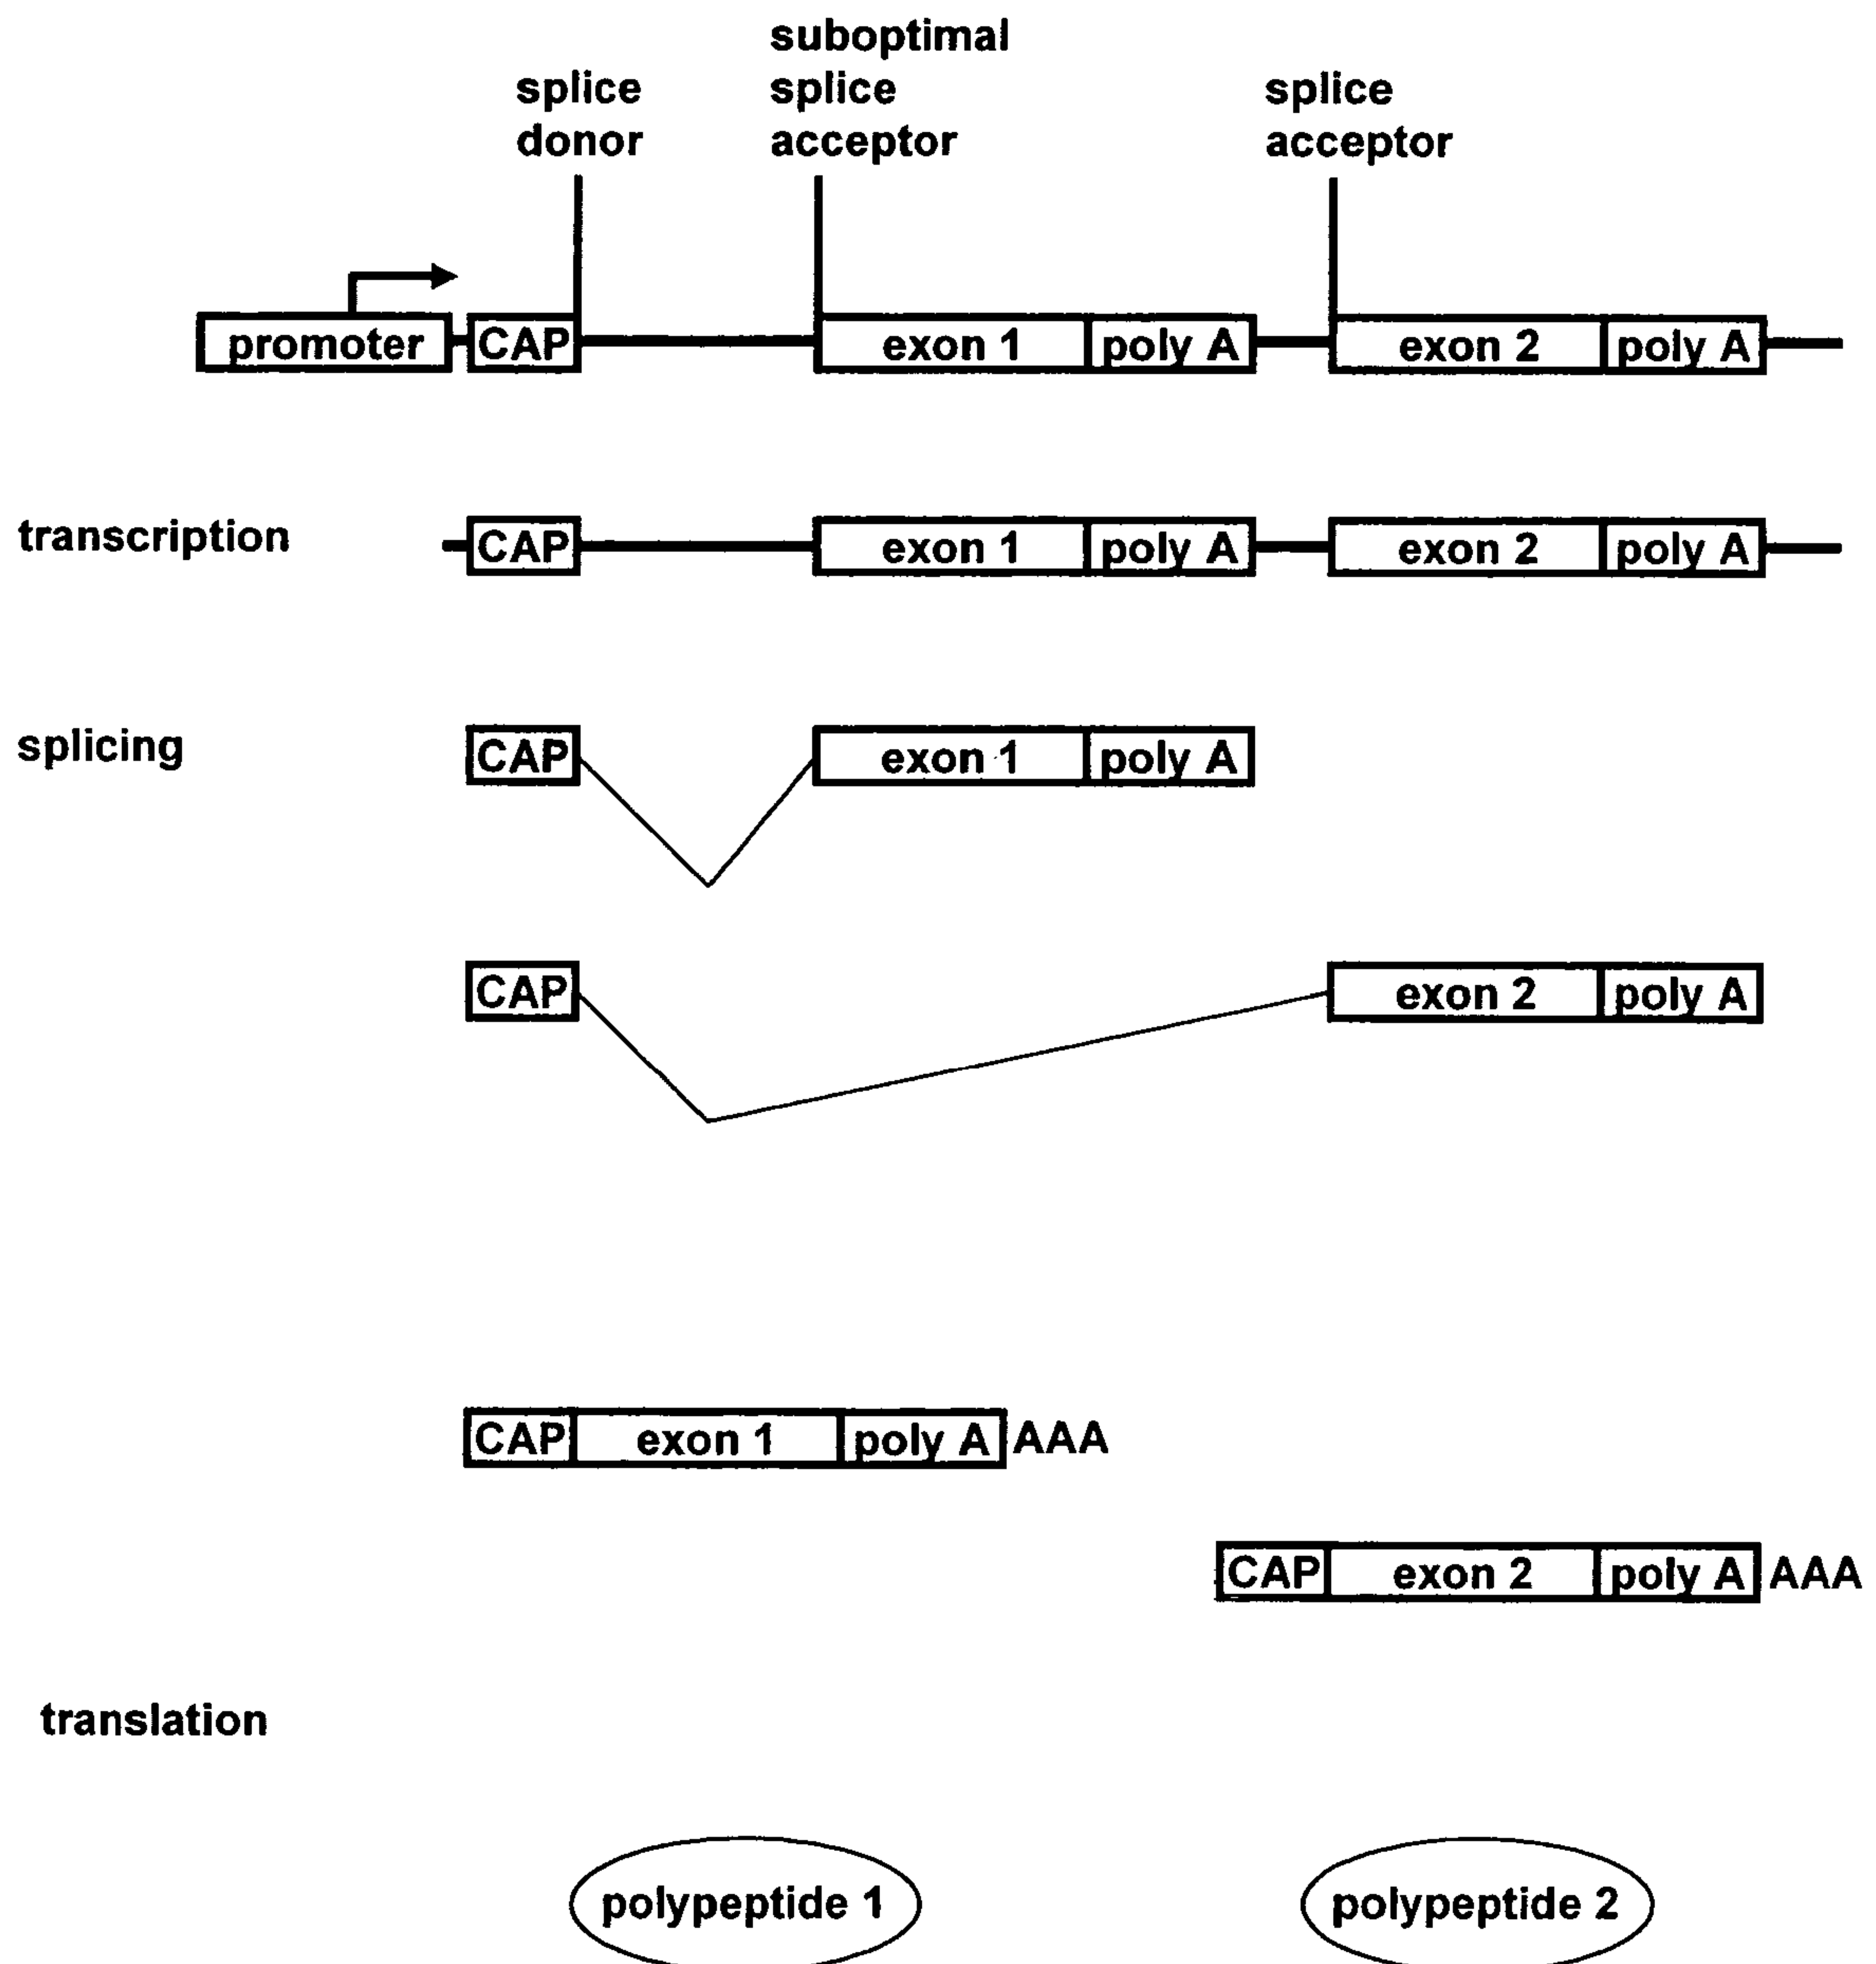 suboptimal
splice splice splice
donor acceptor acceptor
promoter CAP exon 1 poly A exon 2 poly A
transcription CAP exon 1 poly A exon 2 poly A
splicing CAP exon 1 poly A
CAP exon 2 poly A
CAP exon 1 poly A AAA
CAP exon 2 poly A AAA
translation
polypeptide 1 polypeptide 2